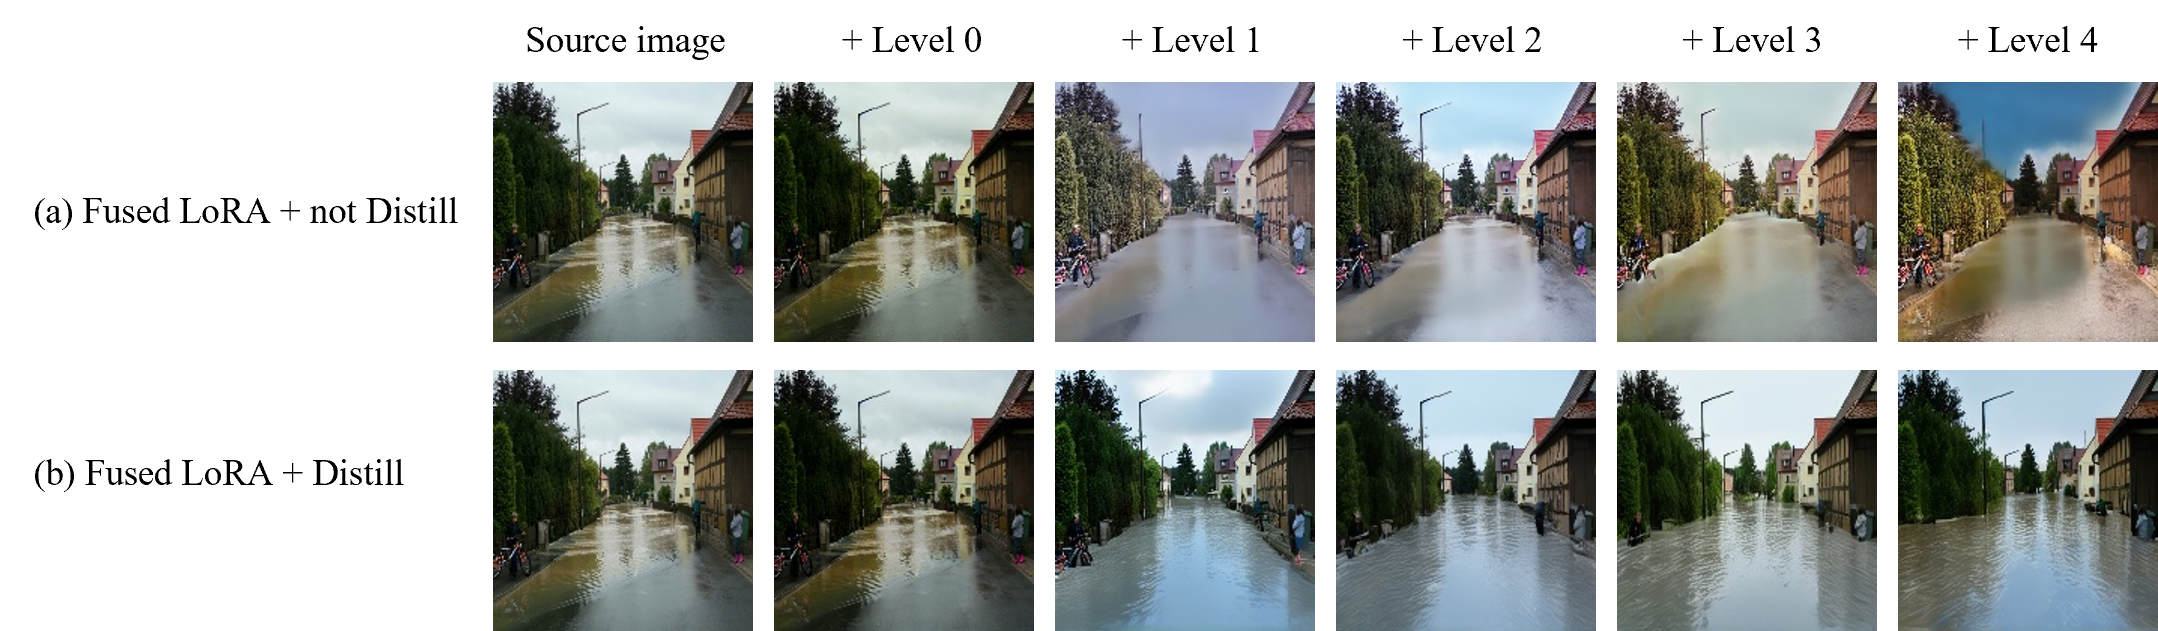 Source image + Level 0 + Level 1 + Level 2 + Level 3 + Level 4
(a) Fused LoRA + not Distill
(b) Fused LoRA + Distill